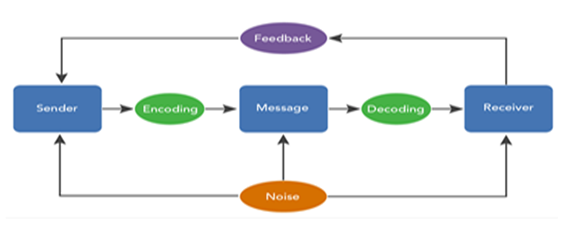 Feedback
Sender
Encoding
Message
Decoding
Receiver
Noise